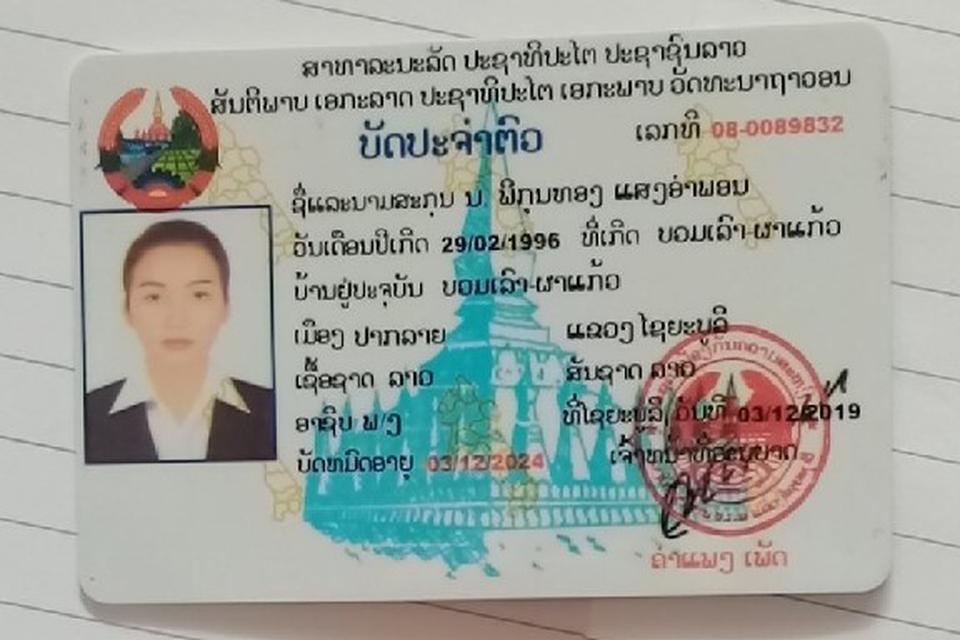 ສາທາລະນະລັດ ປະຊາທິປະໄຕ ປະຊາຊົນລາວ
ສັນຕິພາບ ເອກະລາດ ປະຊາທິປະໄຕ ເອກະພາບ ວັດທະນາຖາວອນ
ບັດປະຈຳຕົວ
ເລກທີ 08-0089832
ຊື່ແລະນາມສະກຸນ ນ. ພິກຸນທອງ ແສງອຳພອນ
ວັນເດືອນປີເກີດ 29/02/1996 ທີ່ເກີດ ບອມເລົາ-ຜາແກ້ວ
ບ້ານຢູ່ປະຈຸບັນ ບອມເລົາ-ຜາແກ້ວ
ເມືອງ ປາກລາຍ ແຂວງ ໄຊຍະບູລີ
ເຊື້ອຊາດ ລາວ ສັນຊາດ ລາວ
ອາຊິບ ພ/ງ ທີ່ໄຊຍະບູລີ, ວັນທີ 03/12/2019
ບັດໝົດອາຍຸ 03/12/2024 ເຈົ້າໜ້າທີ່ອະນຸຍາດ
ຄຳແພງ ເພັດ